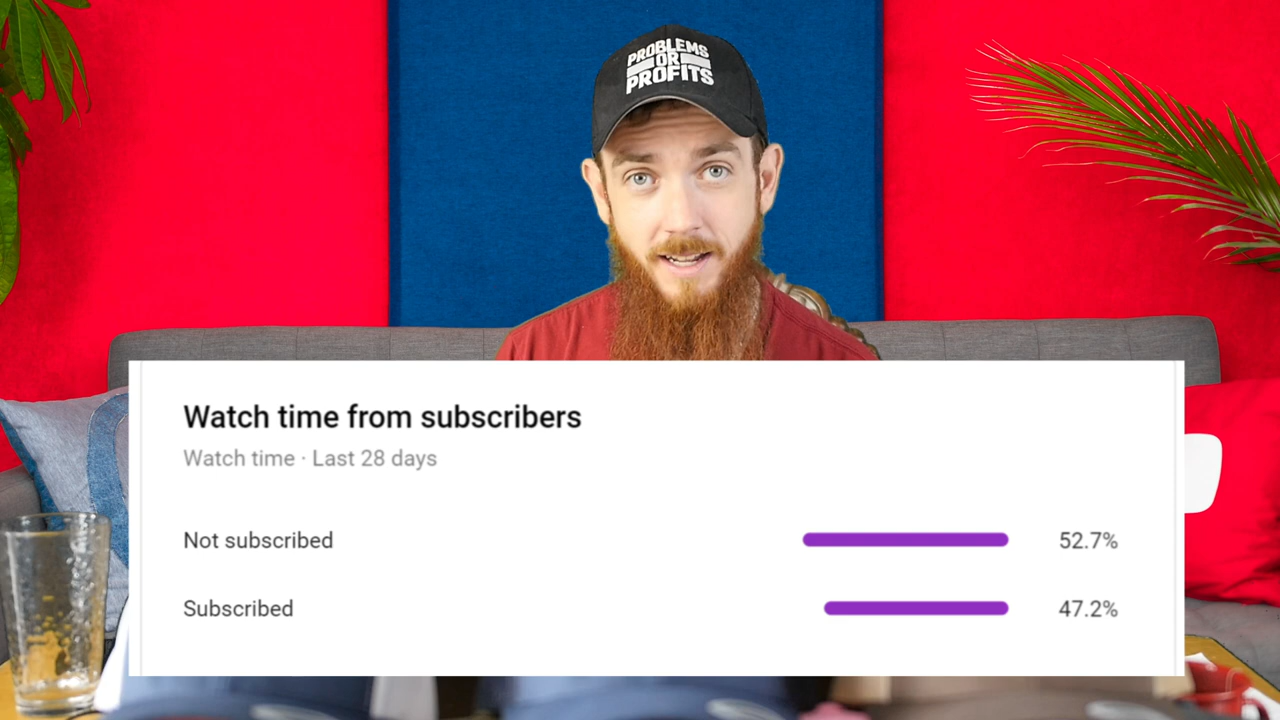 PROBLEMS
OR
PROFITS
Watch time from subscribers
Watch time · Last 28 days
Not subscribed 52.7%
Subscribed 47.2%